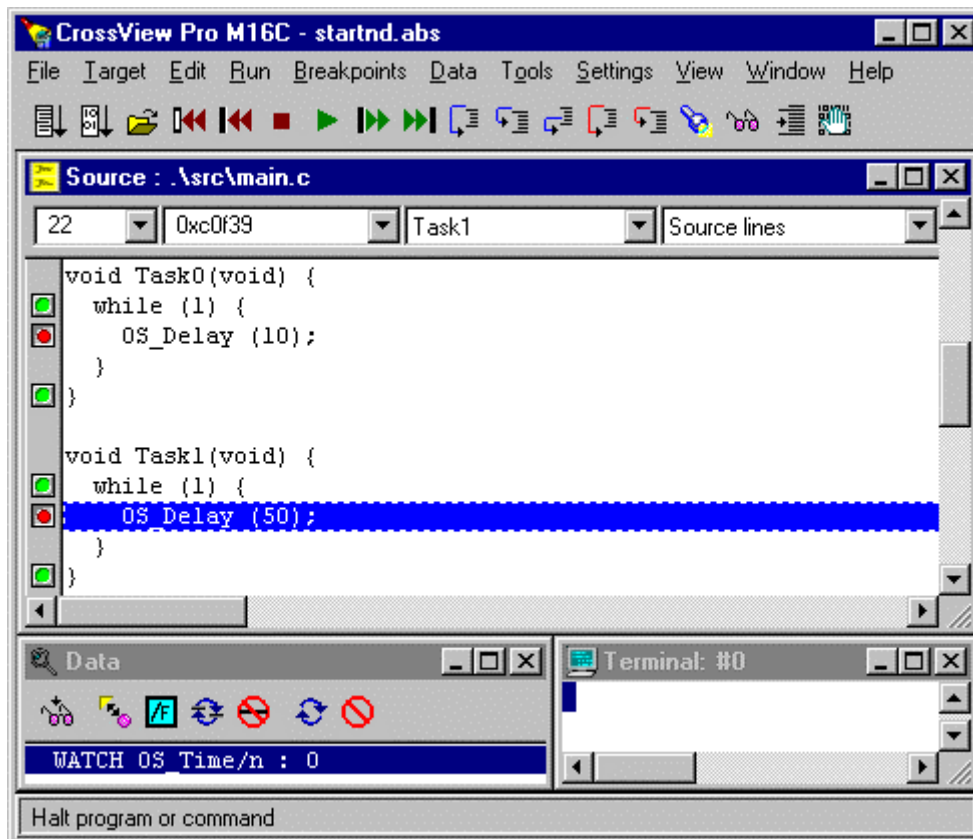 CrossView Pro M16C - startnd.abs
File Target Edit Run Breakpoints Data Tools Settings View Window Help
Source : .\src\main.c
22 0xc0f39 Task1 Source lines
void Task0(void) {
while (1) {
OS_Delay (10);
}
}
void Task1(void) {
while (1) {
OS_Delay (50);
}
}
Data
Terminal: #0
/F
WATCH OS_Time/n : 0
Halt program or command